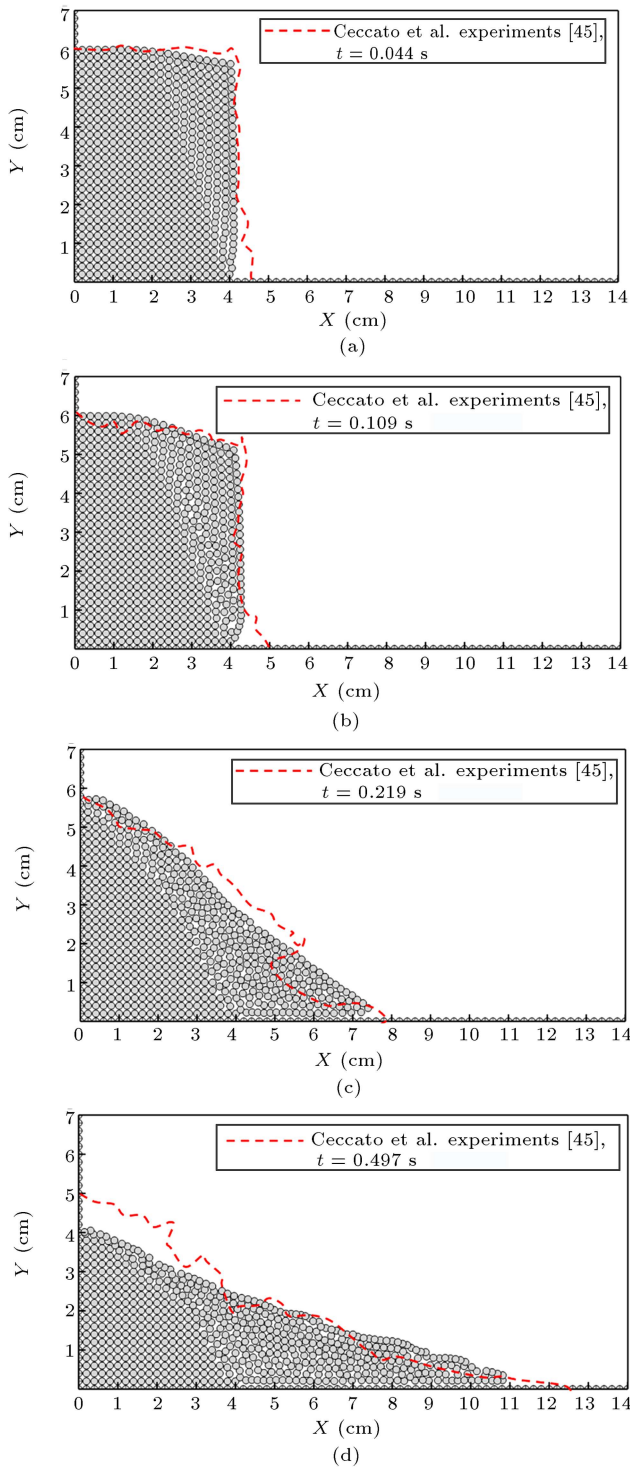 7
6
5
4
3
2
1
Y (cm)
Ceccato et al. experiments [45],
t = 0.044 s
0 1 2 3 4 5 6 7 8 9 10 11 12 13 14
X (cm)
(a)
7
6
5
4
3
2
1
Y (cm)
Ceccato et al. experiments [45],
t = 0.109 s
0 1 2 3 4 5 6 7 8 9 10 11 12 13 14
X (cm)
(b)
7
6
5
4
3
2
1
Y (cm)
Ceccato et al. experiments [45],
t = 0.219 s
0 1 2 3 4 5 6 7 8 9 10 11 12 13 14
X (cm)
(c)
7
6
5
4
3
2
1
Y (cm)
Ceccato et al. experiments [45],
t = 0.497 s
0 1 2 3 4 5 6 7 8 9 10 11 12 13 14
X (cm)
(d)